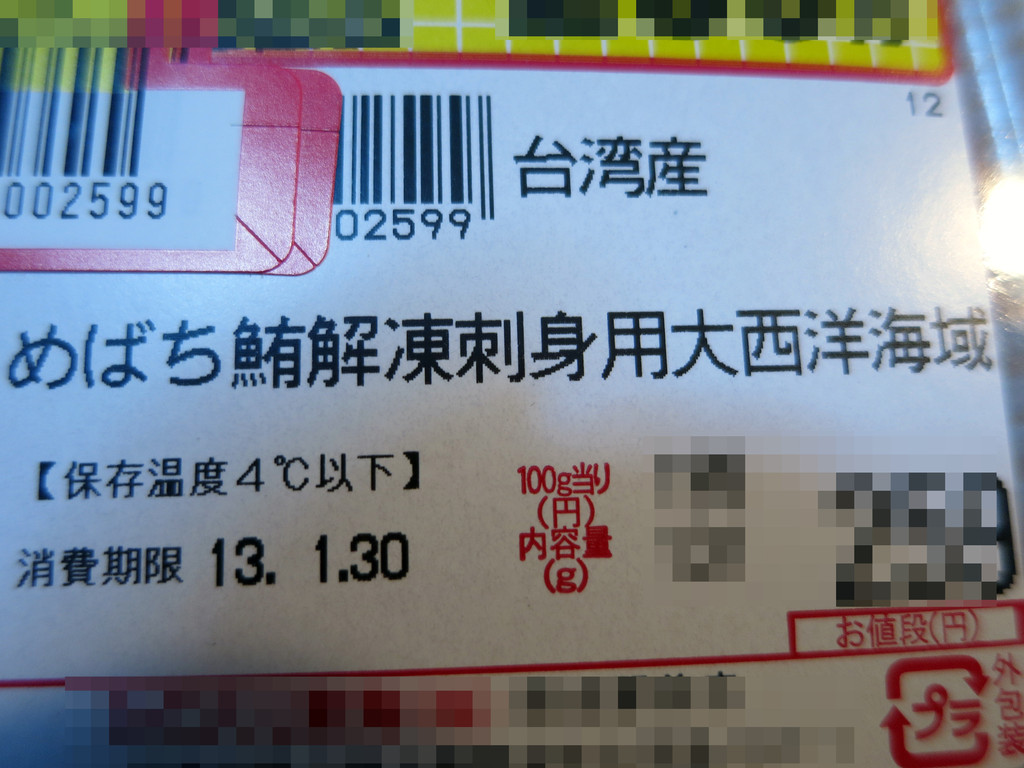 12
002599
02599
台湾産
めばち鮪解凍刺身用大西洋海域
【保存温度4℃以下】
消費期限 13. 1.30
100g当り
(円)
内容量
(g)
お値段(円)
プラ
外包装